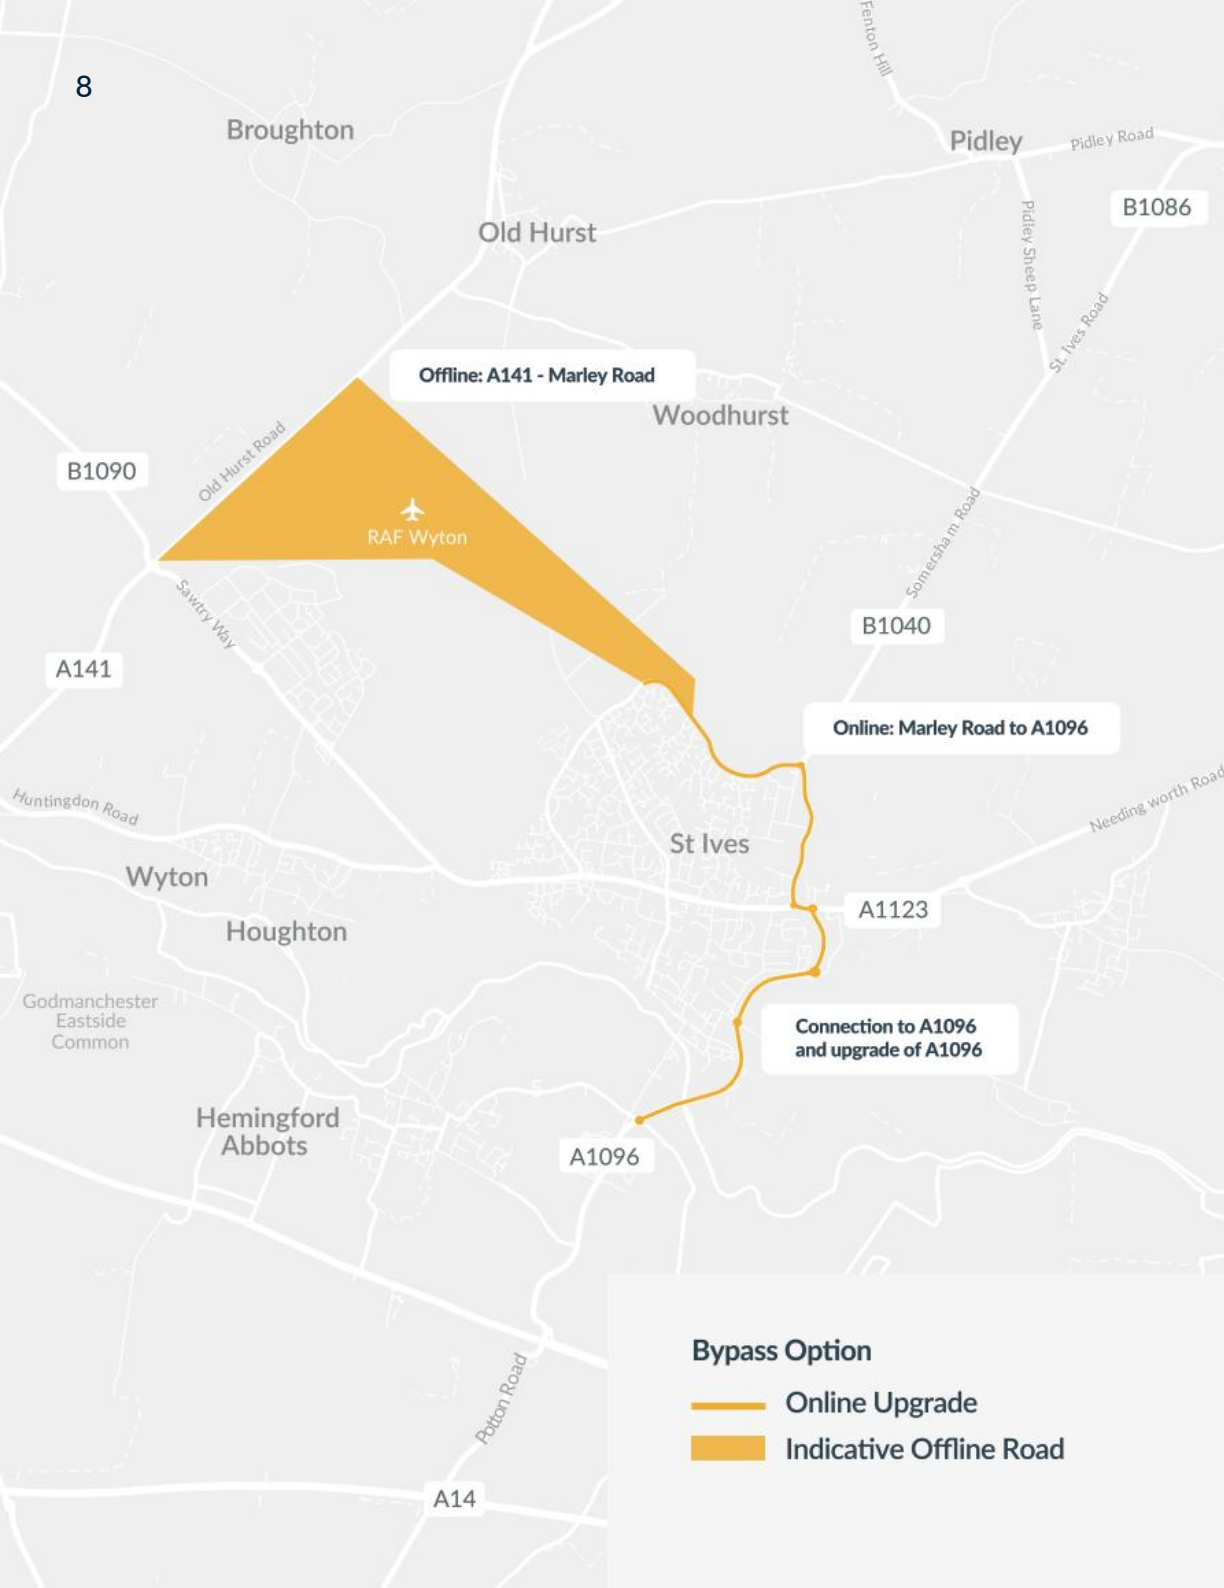 Fenton Hill
8
Broughton
Pidley
Pidley Road
B1086
Old Hurst
Pidley Sheep Lane
St. Ives Road
Offline: A141 - Marley Road
Woodhurst
Old Hurst Road
B1090
RAF Wyton
Somersham Road
Sawtry Way
B1040
A141
Online: Marley Road to A1096
Huntingdon Road
Needingworth Road
St Ives
Wyton
A1123
Houghton
Godmanchester
Eastside
Common
Connection to A1096
and upgrade of A1096
Hemingford
Abbots
A1096
Potton Road
A14
Bypass Option
Online Upgrade
Indicative Offline Road